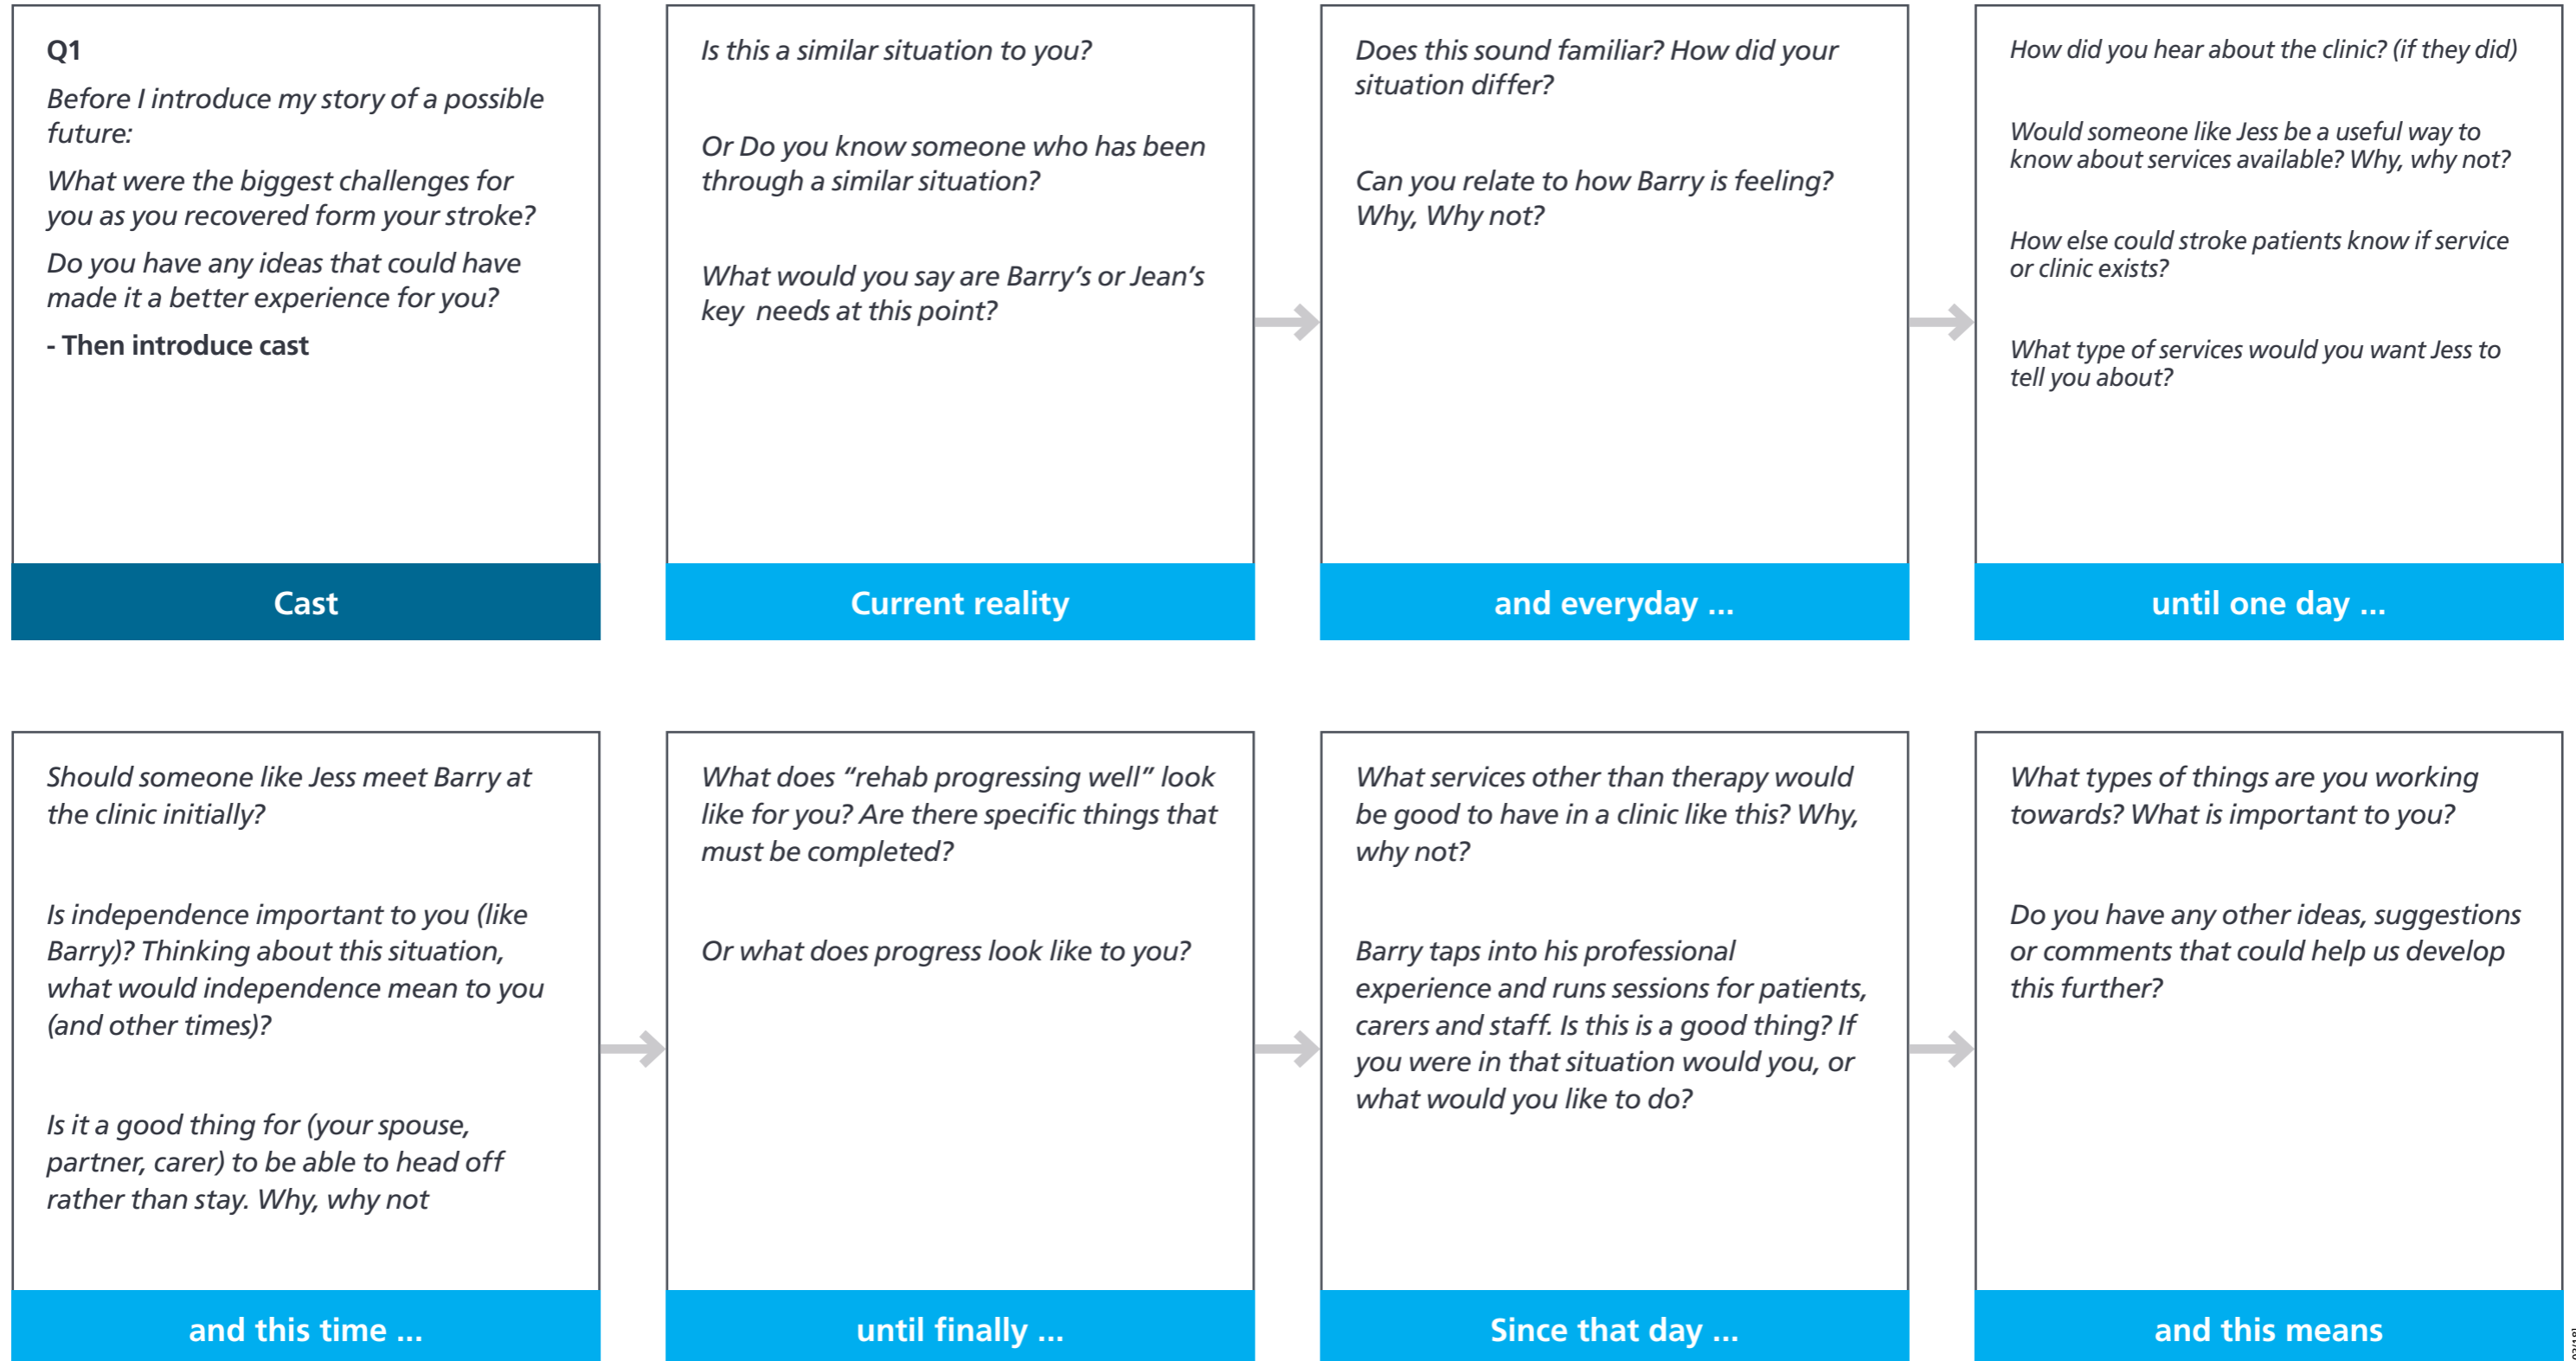 Q1
Before I introduce my story of a possible
future:
What were the biggest challenges for
you as you recovered form your stroke?
Do you have any ideas that could have
made it a better experience for you?
- Then introduce cast
Cast
Is this a similar situation to you?
Or Do you know someone who has been
through a similar situation?
What would you say are Barry’s or Jean’s
key  needs at this point?
Current reality
Does this sound familiar? How did your
situation differ?
Can you relate to how Barry is feeling?
Why, Why not?
and everyday ...
How did you hear about the clinic? (if they did)
Would someone like Jess be a useful way to
know about services available? Why, why not?
How else could stroke patients know if service
or clinic exists?
What type of services would you want Jess to
tell you about?
until one day ...
Should someone like Jess meet Barry at
the clinic initially?
Is independence important to you (like
Barry)? Thinking about this situation,
what would independence mean to you
(and other times)?
Is it a good thing for (your spouse,
partner, carer) to be able to head off
rather than stay. Why, why not
and this time ...
What does “rehab progressing well” look
like for you? Are there specific things that
must be completed?
Or what does progress look like to you?
until finally ...
What services other than therapy would
be good to have in a clinic like this? Why,
why not?
Barry taps into his professional
experience and runs sessions for patients,
carers and staff. Is this is a good thing? If
you were in that situation would you, or
what would you like to do?
Since that day ...
What types of things are you working
towards? What is important to you?
Do you have any other ideas, suggestions
or comments that could help us develop
this further?
and this means